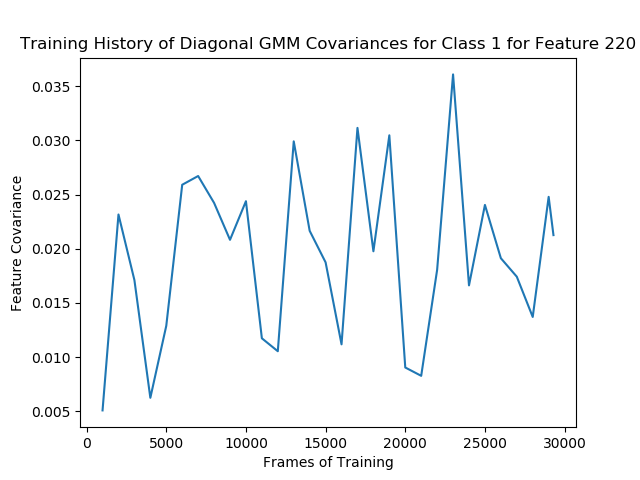 Training History of Diagonal GMM Covariances for Class 1 for Feature 220
0.035
0.030
0.025
0.020
0.015
0.010
0.005
Feature Covariance
0 5000 10000 15000 20000 25000 30000
Frames of Training